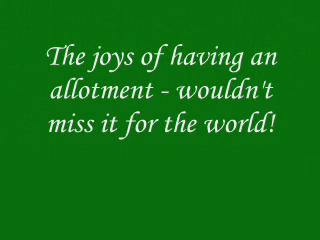 The joys of having an
allotment - wouldn't
miss it for the world!